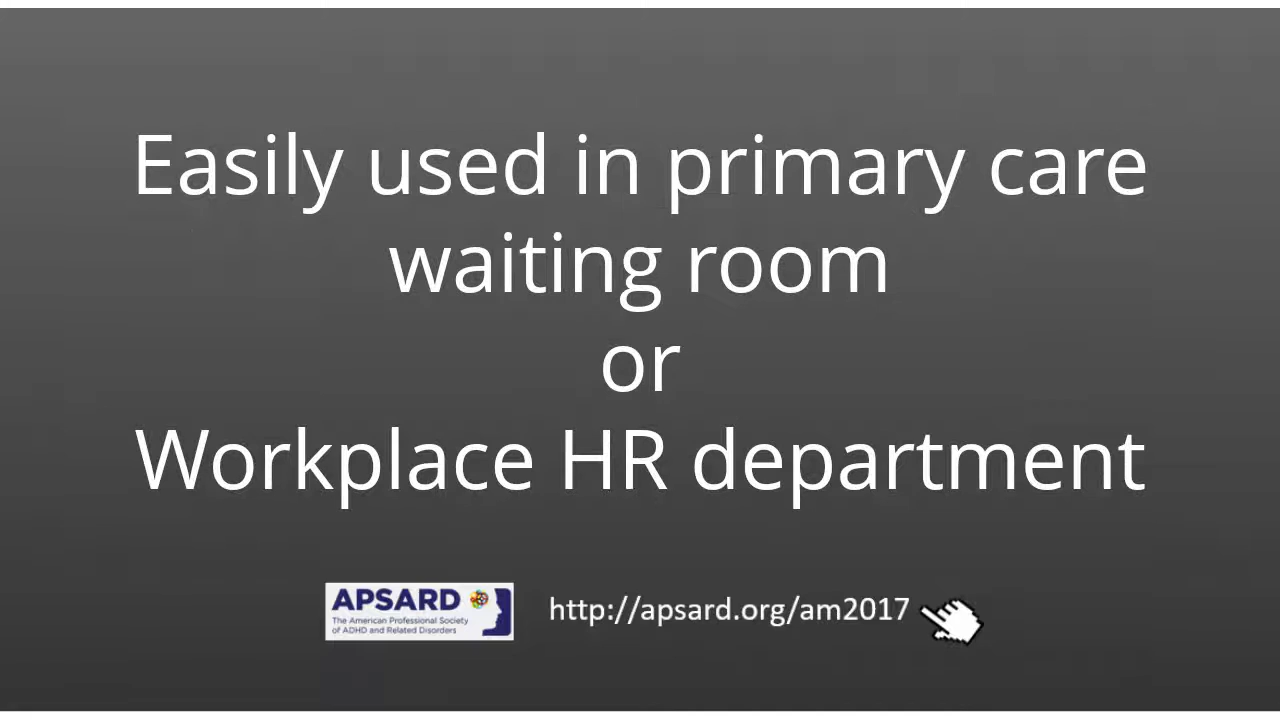 Easily used in primary care
waiting room
or
Workplace HR department
APSARD
The American Professional Society
of ADHD and Related Disorders
http://apsard.org/am2017